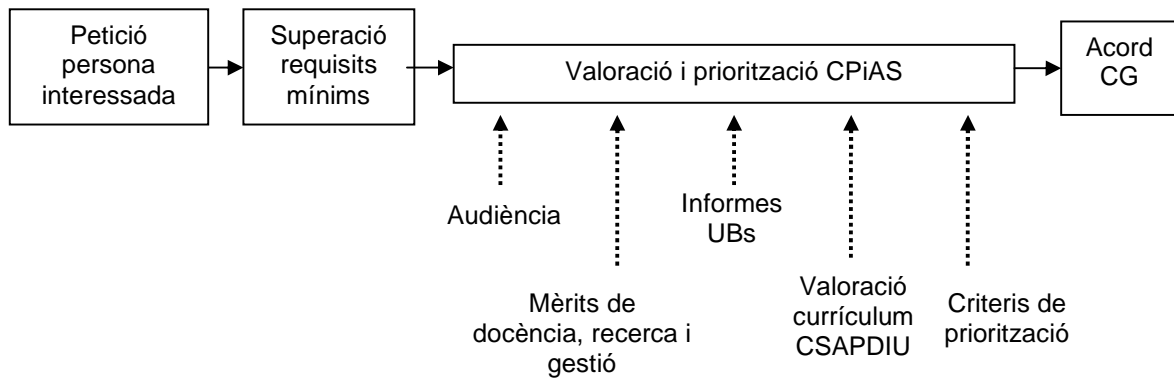 Petició
persona
interessada
Superació
requisits
mínims
Valoració i priorització CPiAS
Acord
CG
Audiència
Mèrits de
docència, recerca i
gestió
Informes
UBs
Valoració
currículum
CSAPDIU
Criteris de
priorització